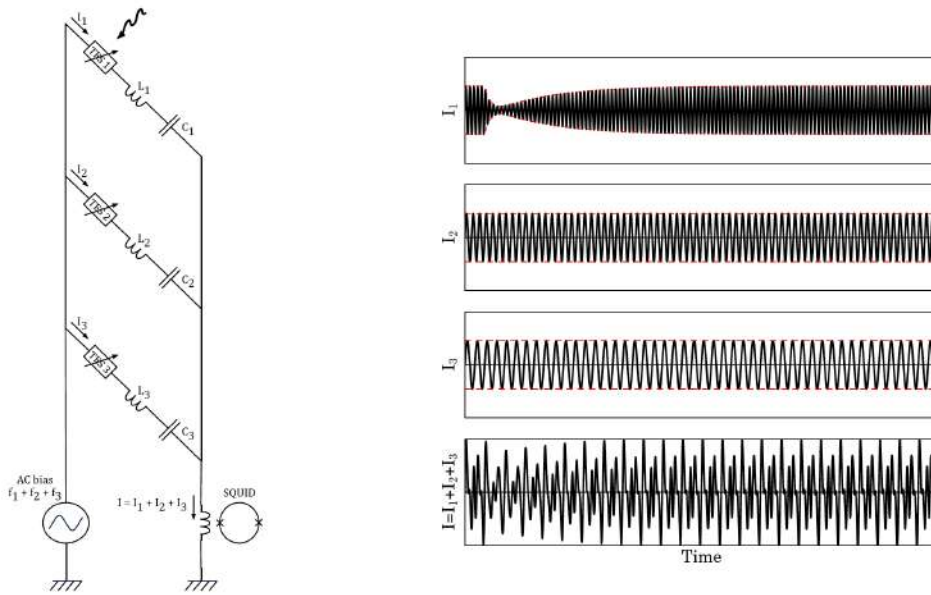 I₁
TES 1
L₁
C₁
I₂
TES 2
L₂
C₂
I₃
TES 3
L₃
C₃
AC bias
f₁ + f₂ + f₃
I = I₁ + I₂ + I₃
SQUID
I₁
I₂
I₃
I=I₁+I₂+I₃
Time